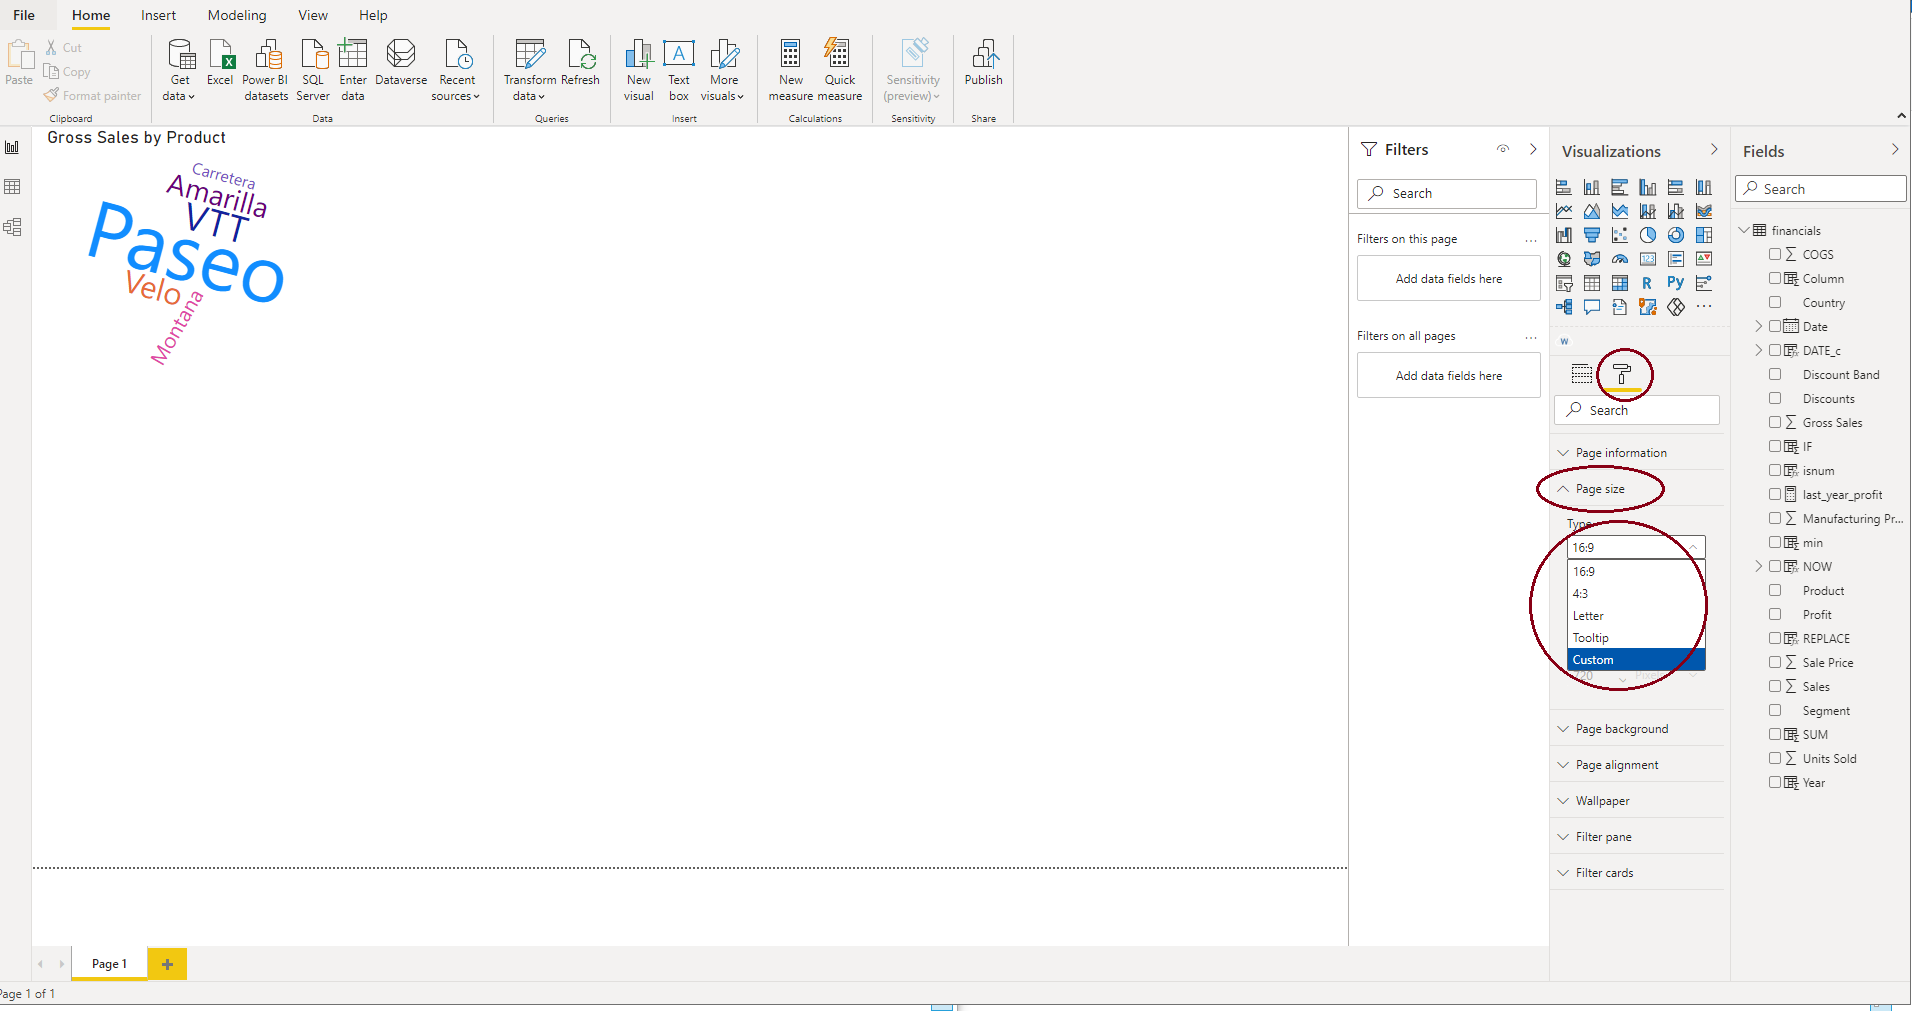 File Home Insert Modeling View Help
Paste
Cut
Copy
Format painter
Clipboard
Get data
Excel
Power BI datasets
SQL Server
Enter data
Dataverse
Recent sources
Data
Transform data
Refresh
Queries
New visual
Text box
More visuals
Insert
New measure
Quick measure
Calculations
Sensitivity (preview)
Sensitivity
Publish
Share
Gross Sales by Product
Carretera
Amarilla
VTT
Paseo
Velo
Montana
Filters
Search
Filters on this page
Add data fields here
Filters on all pages
Add data fields here
Visualizations
123
R
Py
W
Search
Page information
Page size
Type
16:9
16:9
4:3
Letter
Tooltip
Custom
720
Page background
Page alignment
Wallpaper
Filter pane
Filter cards
Fields
Search
financials
COGS
Column
Country
Date
DATE_c
Discount Band
Discounts
Gross Sales
IF
isnum
last_year_profit
Manufacturing Pr...
min
NOW
Product
Profit
REPLACE
Sale Price
Sales
Segment
SUM
Units Sold
Year
Page 1
Page 1 of 1